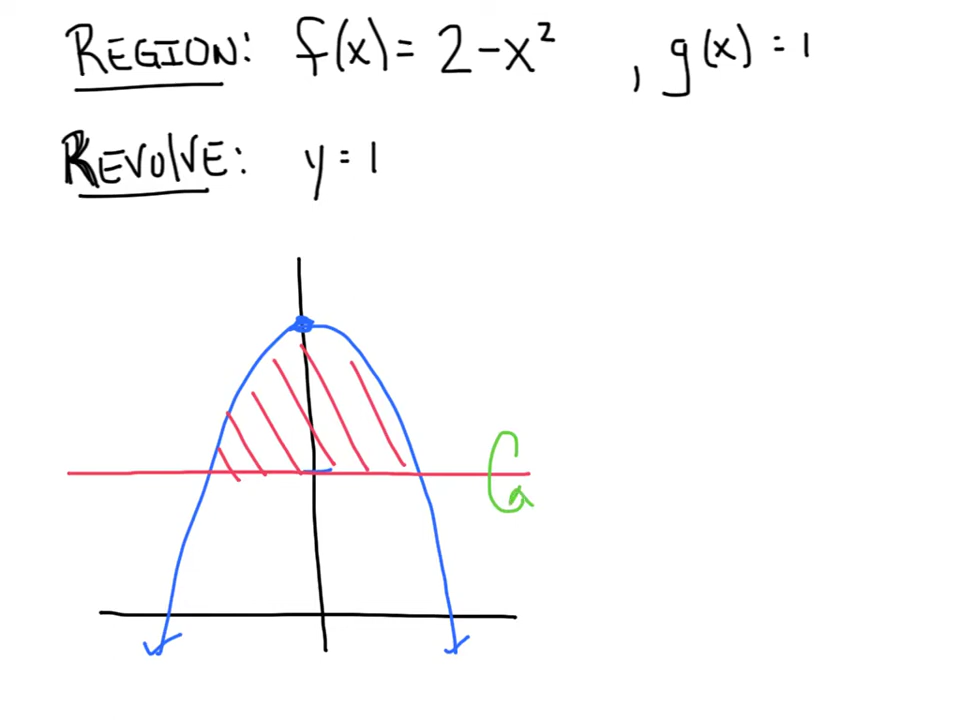 REGION: f(x) = 2 - x² , g(x) = 1
REVOLVE: y = 1